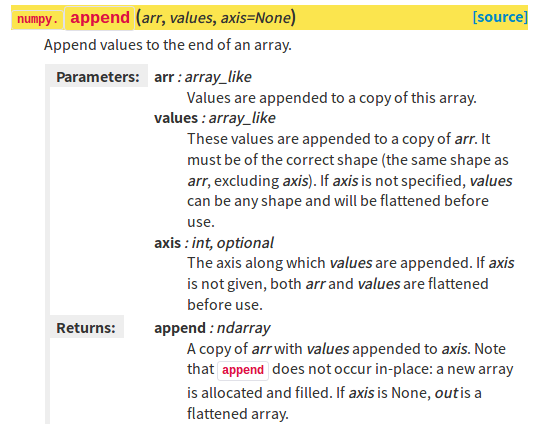 numpy. append (arr, values, axis=None) [source]
Append values to the end of an array.
Parameters: arr : array_like
Values are appended to a copy of this array.
values : array_like
These values are appended to a copy of arr. It
must be of the correct shape (the same shape as
arr, excluding axis). If axis is not specified, values
can be any shape and will be flattened before
use.
axis : int, optional
The axis along which values are appended. If axis
is not given, both arr and values are flattened
before use.
Returns: append : ndarray
A copy of arr with values appended to axis. Note
that append does not occur in-place: a new array
is allocated and filled. If axis is None, out is a
flattened array.